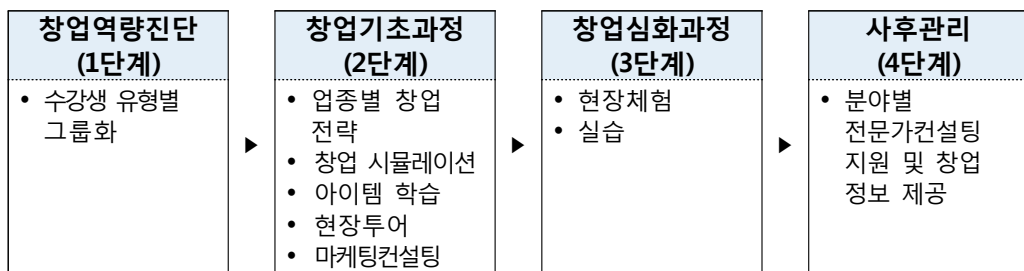 창업역량진단
(1단계)
• 수강생 유형별
그룹화
▶
창업기초과정
(2단계)
• 업종별 창업
전략
• 창업 시뮬레이션
• 아이템 학습
• 현장투어
• 마케팅컨설팅
▶
창업심화과정
(3단계)
• 현장체험
• 실습
▶
사후관리
(4단계)
• 분야별
전문가컨설팅
지원 및 창업
정보 제공